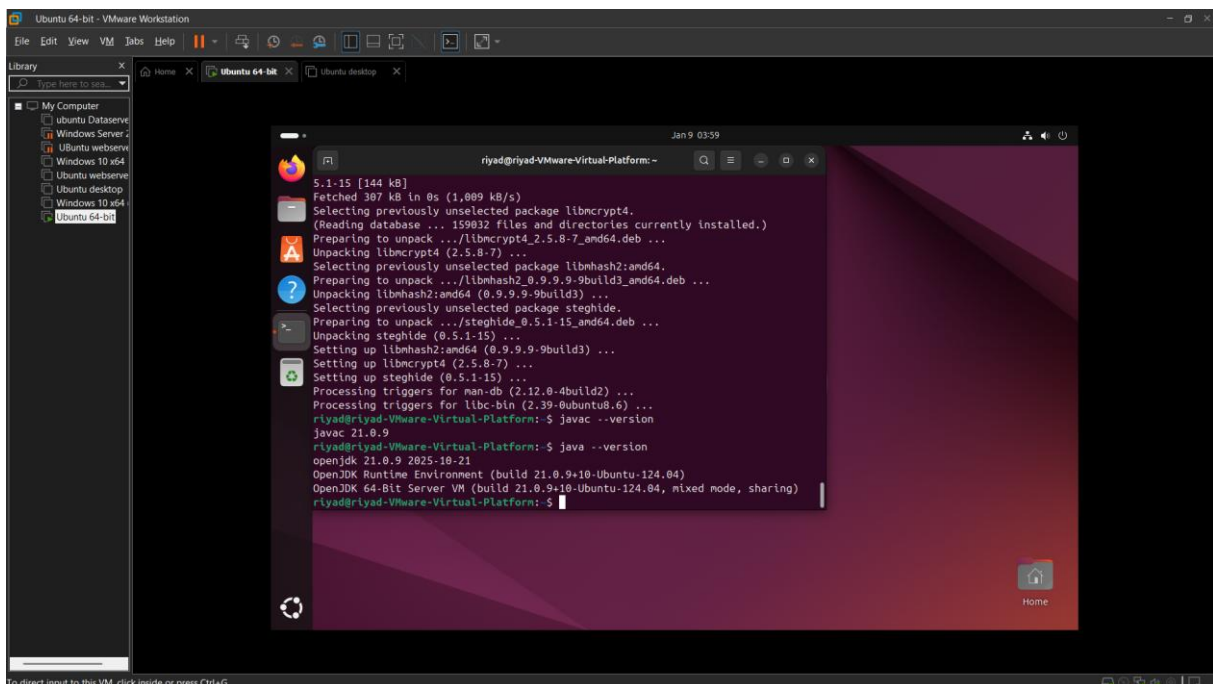 Ubuntu 64-bit - VMware Workstation
File Edit View VM Tabs Help
Library X
Type here to sea...
Home X Ubuntu 64-bit X Ubuntu desktop X
My Computer
ubuntu Dataserve
Windows Server 2
UBuntu webserve
Windows 10 x64
Ubuntu webserve
Ubuntu desktop
Windows 10 x64
Ubuntu 64-bit
Jan 9 03:59
riyad@riyad-VMware-Virtual-Platform: ~
5.1-15 [144 kB]
Fetched 307 kB in 0s (1,009 kB/s)
Selecting previously unselected package libmcrypt4.
(Reading database ... 159032 files and directories currently installed.)
Preparing to unpack .../libmcrypt4_2.5.8-7_amd64.deb ...
Unpacking libmcrypt4 (2.5.8-7) ...
Selecting previously unselected package libmhash2:amd64.
Preparing to unpack .../libmhash2_0.9.9.9-9build3_amd64.deb ...
Unpacking libmhash2:amd64 (0.9.9.9-9build3) ...
Selecting previously unselected package steghide.
Preparing to unpack .../steghide_0.5.1-15_amd64.deb ...
Unpacking steghide (0.5.1-15) ...
Setting up libmhash2:amd64 (0.9.9.9-9build3) ...
Setting up libmcrypt4 (2.5.8-7) ...
Setting up steghide (0.5.1-15) ...
Processing triggers for man-db (2.12.0-4build2) ...
Processing triggers for libc-bin (2.39-0ubuntu8.6) ...
riyad@riyad-VMware-Virtual-Platform:~$ javac --version
javac 21.0.9
riyad@riyad-VMware-Virtual-Platform:~$ java --version
openjdk 21.0.9 2025-10-21
OpenJDK Runtime Environment (build 21.0.9+10-Ubuntu-124.04)
OpenJDK 64-Bit Server VM (build 21.0.9+10-Ubuntu-124.04, mixed mode, sharing)
riyad@riyad-VMware-Virtual-Platform:~$
Home
To direct input to this VM, click inside or press Ctrl+G.